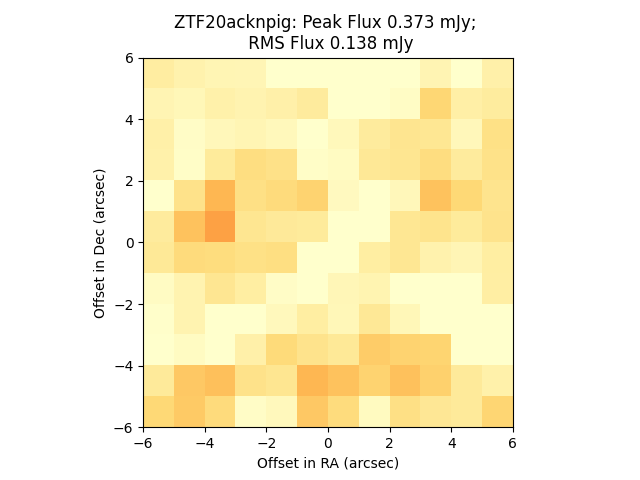 ZTF20acknpig: Peak Flux 0.373 mJy;
RMS Flux 0.138 mJy
6
4
2
0
−2
−4
−6
Offset in Dec (arcsec)
−6 −4 −2 0 2 4 6
Offset in RA (arcsec)